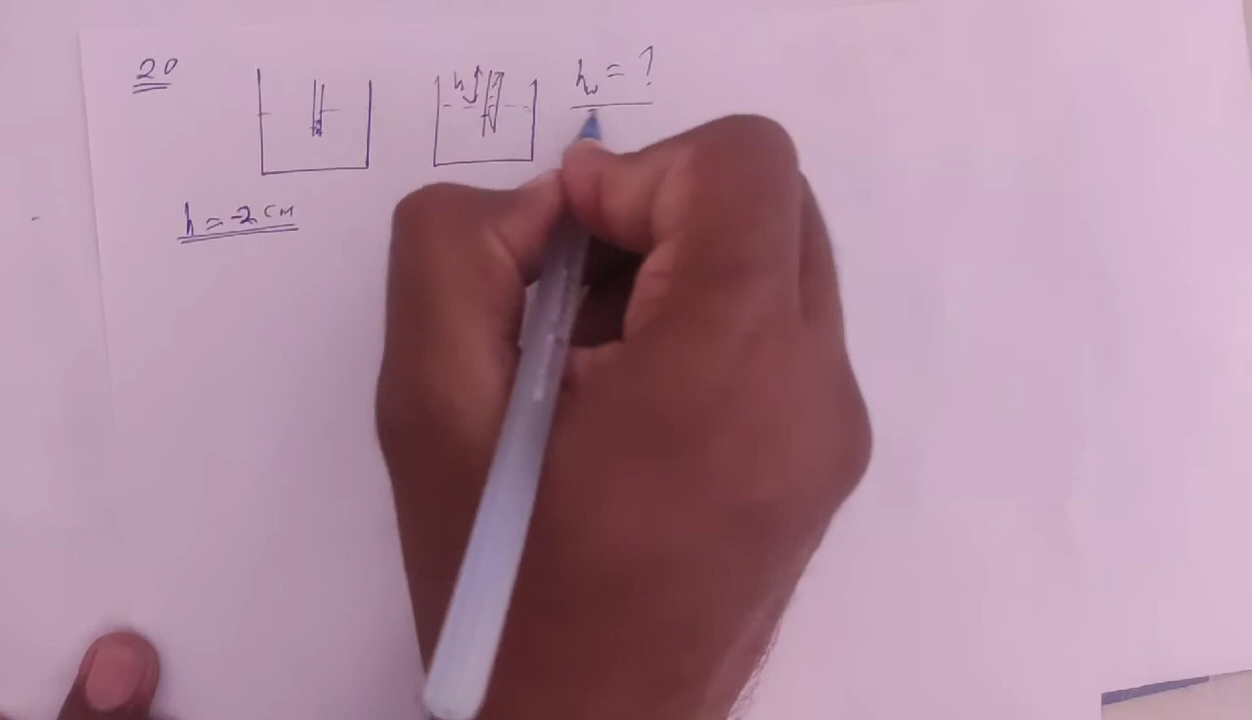 20
h
h_w = ?
h = -2 cm